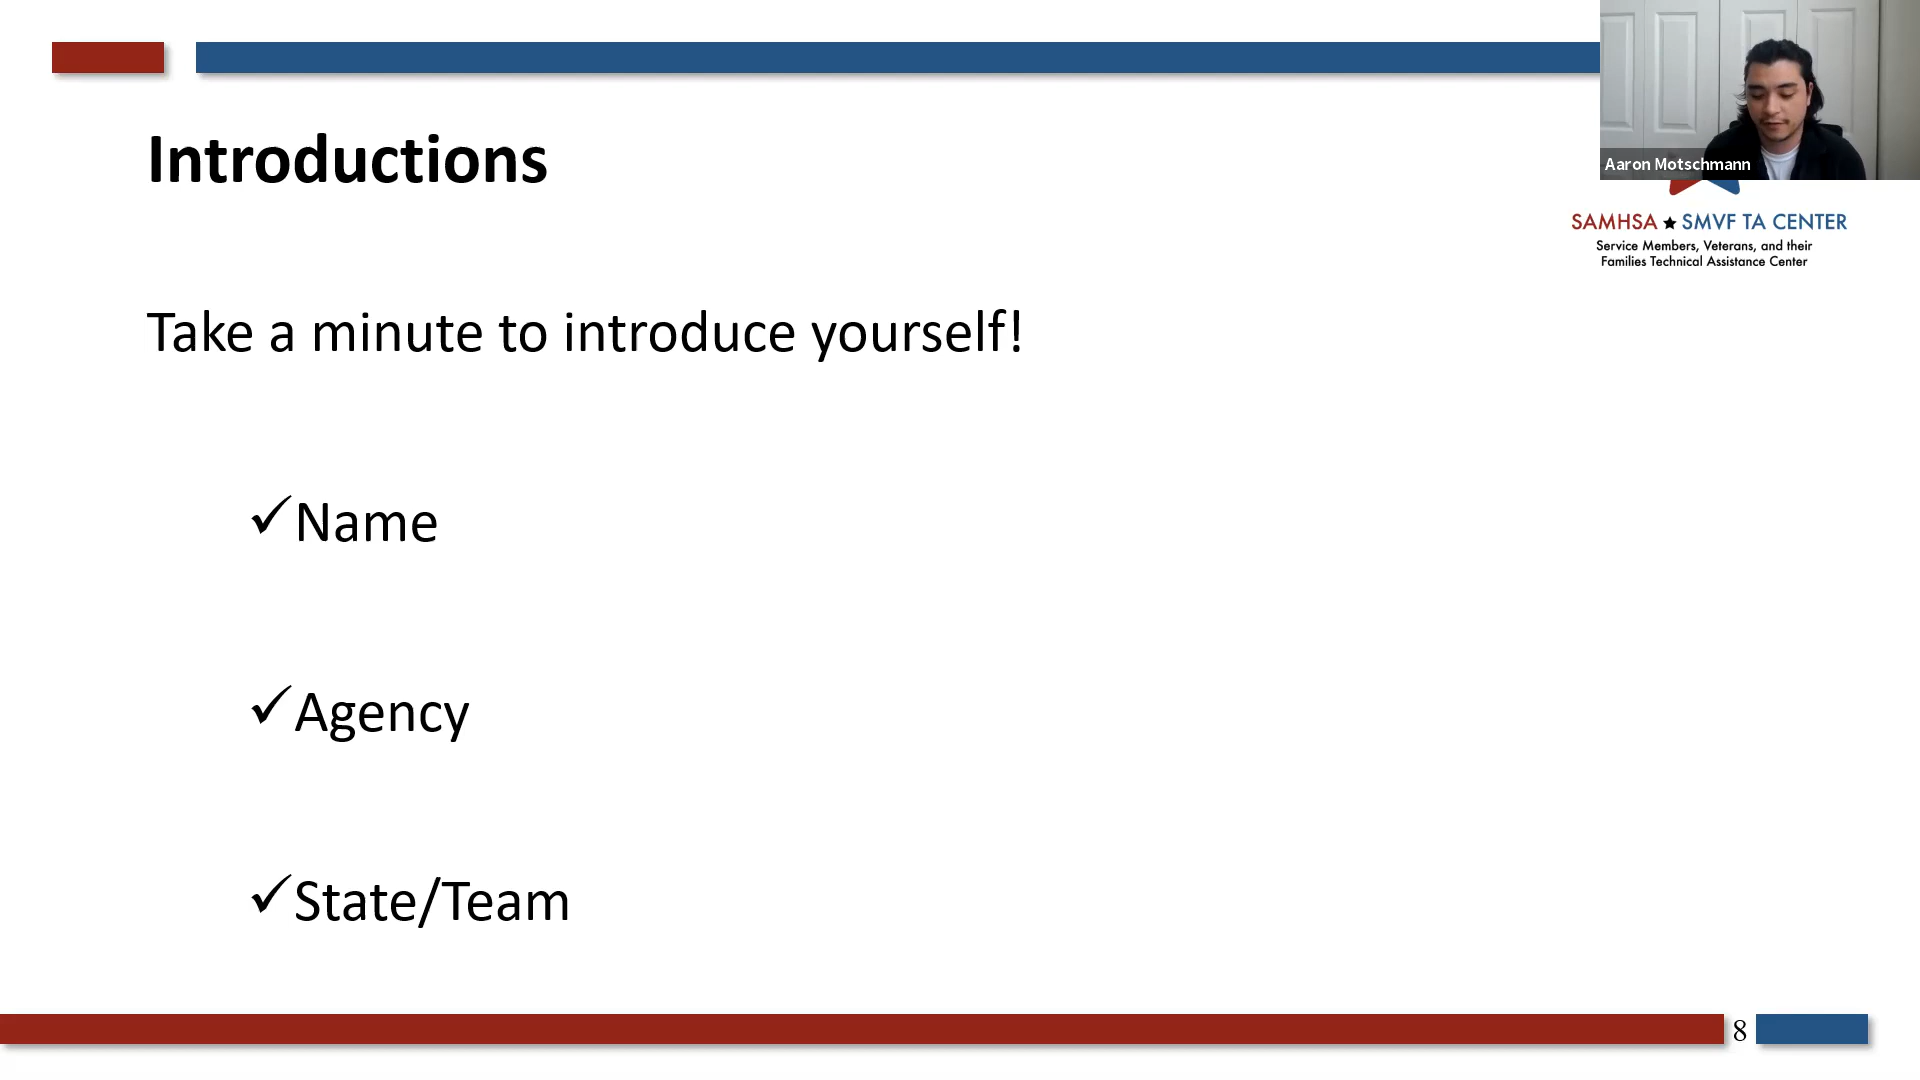 Introductions
Aaron Motschmann
SAMHSA ★ SMVF TA CENTER
Service Members, Veterans, and their
Families Technical Assistance Center
Take a minute to introduce yourself!
✓Name
✓Agency
✓State/Team
8